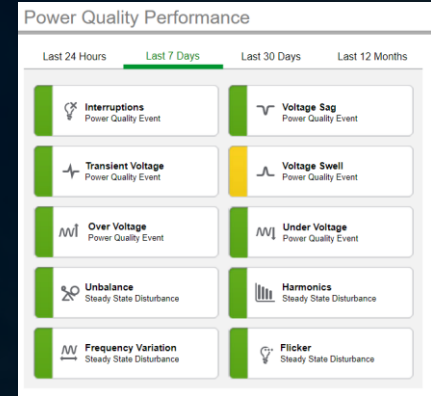 Power Quality Performance
Last 24 Hours Last 7 Days Last 30 Days Last 12 Months
Interruptions
Power Quality Event
Voltage Sag
Power Quality Event
Transient Voltage
Power Quality Event
Voltage Swell
Power Quality Event
Over Voltage
Power Quality Event
Under Voltage
Power Quality Event
Unbalance
Steady State Disturbance
Harmonics
Steady State Disturbance
Frequency Variation
Steady State Disturbance
Flicker
Steady State Disturbance